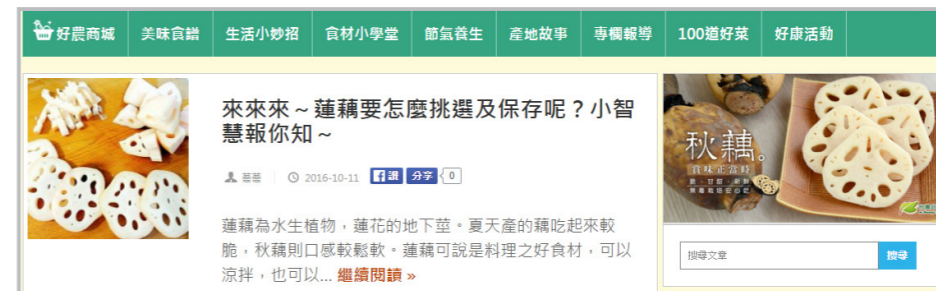 好農商城 美味食譜 生活小妙招 食材小學堂 節氣養生 產地故事 專欄報導 100道好菜 好康活動
來來來～蓮藕要怎麼挑選及保存呢？小智
慧報你知～
2016-10-11 讚 分享 0
蓮藕為水生植物，蓮花的地下莖。夏天產的藕吃起來較
脆，秋藕則口感較鬆軟。蓮藕可說是料理之好食材，可以
涼拌，也可以... 繼續閱讀 »
秋藕。
賞味正當時
搜尋文章 搜尋